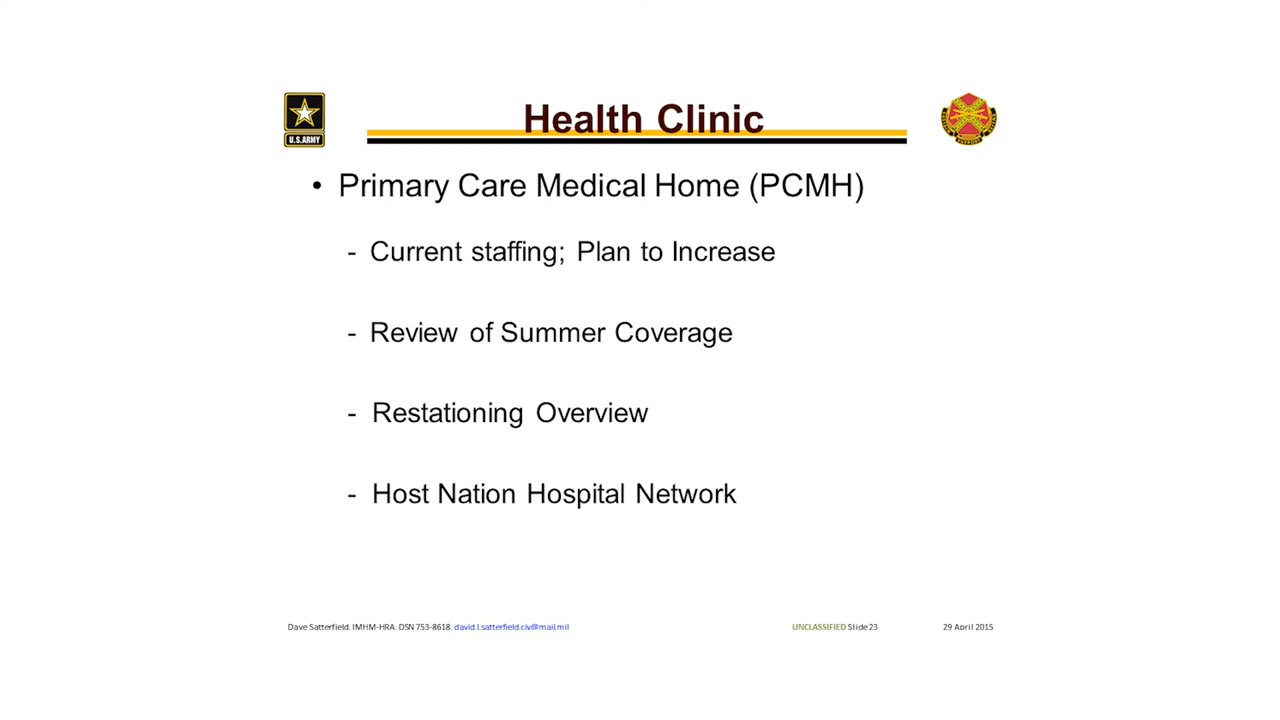 Health Clinic
U.S.ARMY
SUPPORT
• Primary Care Medical Home (PCMH)
- Current staffing; Plan to Increase
- Review of Summer Coverage
- Restationing Overview
- Host Nation Hospital Network
Dave Satterfield. IMHM-HRA. DSN 753-8618. david.l.satterfield.civ@mail.mil
UNCLASSIFIED Slide 23
29 April 2015